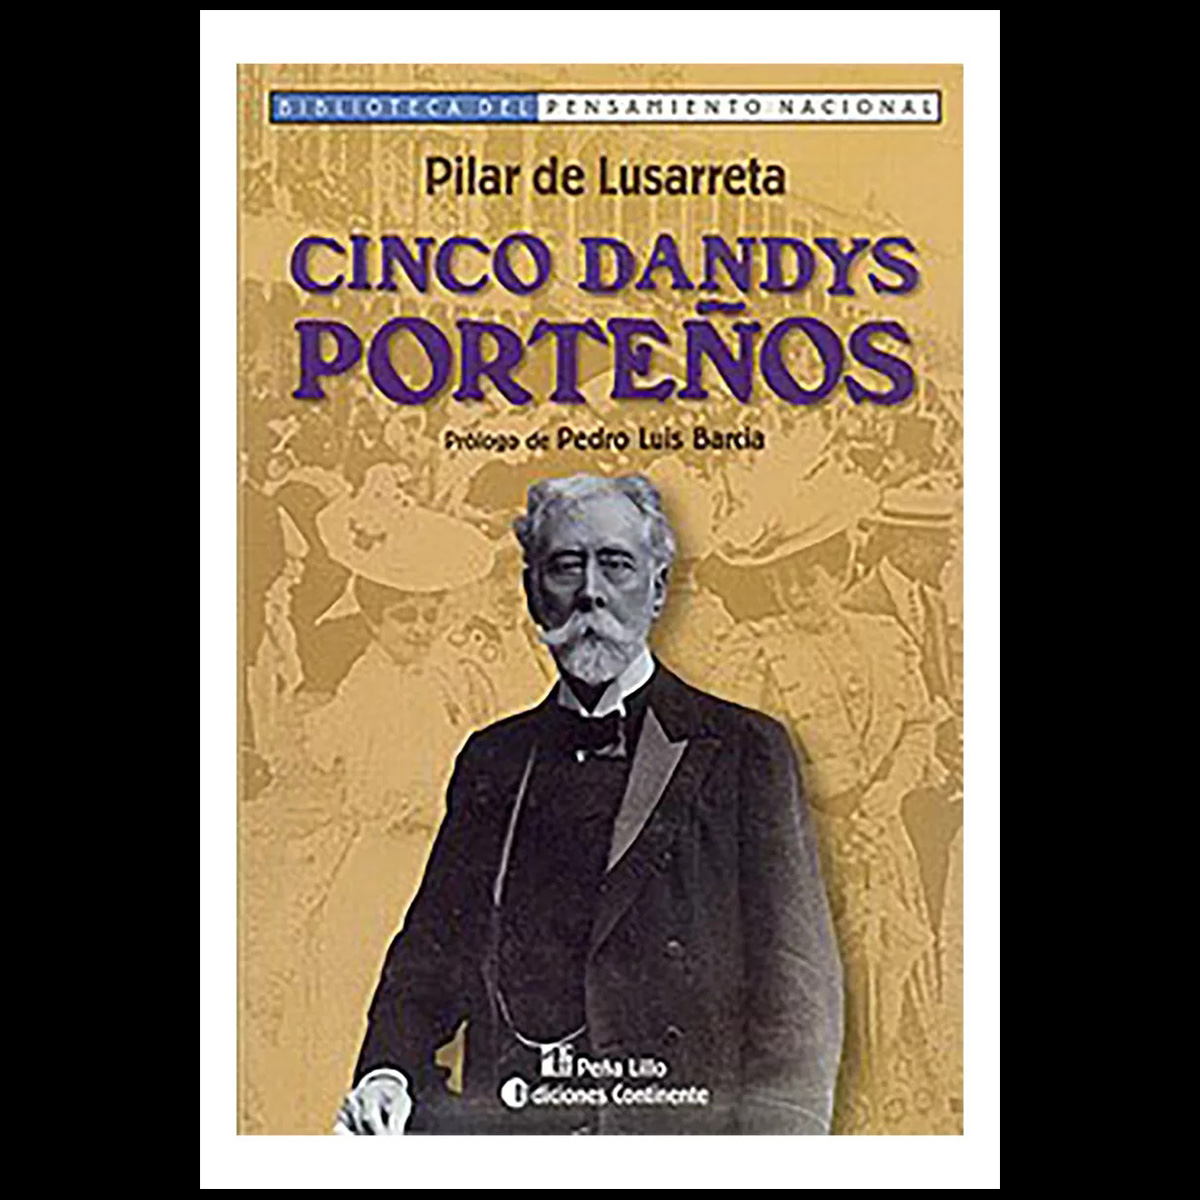 BIBLIOTECA DEL PENSAMIENTO NACIONAL
Pilar de Lusarreta
CINCO DANDYS
PORTEÑOS
Prólogo de Pedro Luis Barcia
Peña Lillo
Ediciones Continente